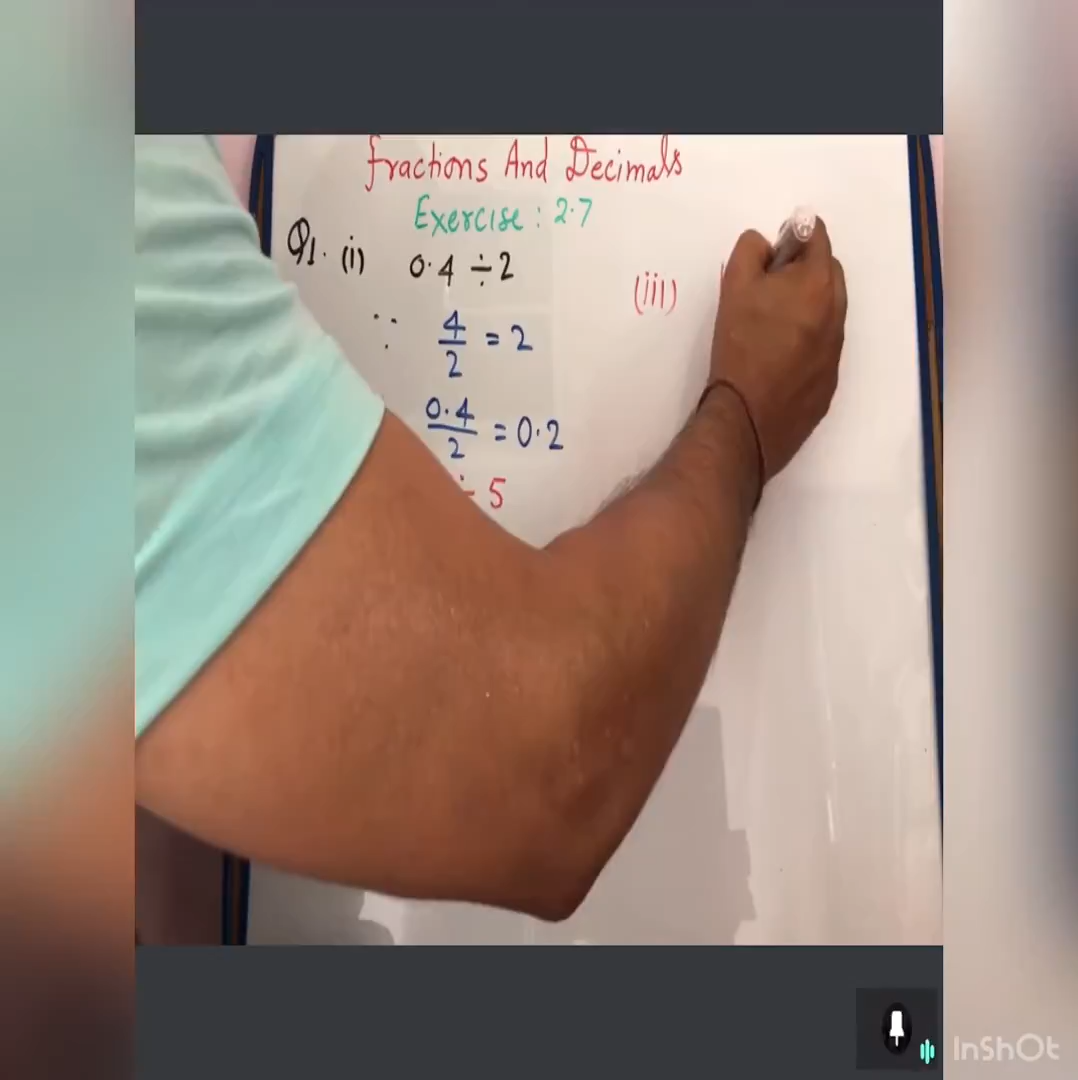 Fractions And Decimals
Exercise : 2.7
Q1. (i) 0.4 ÷ 2
∵ 4/2 = 2
0.4/2 = 0.2
÷ 5
(iii)
InShOt